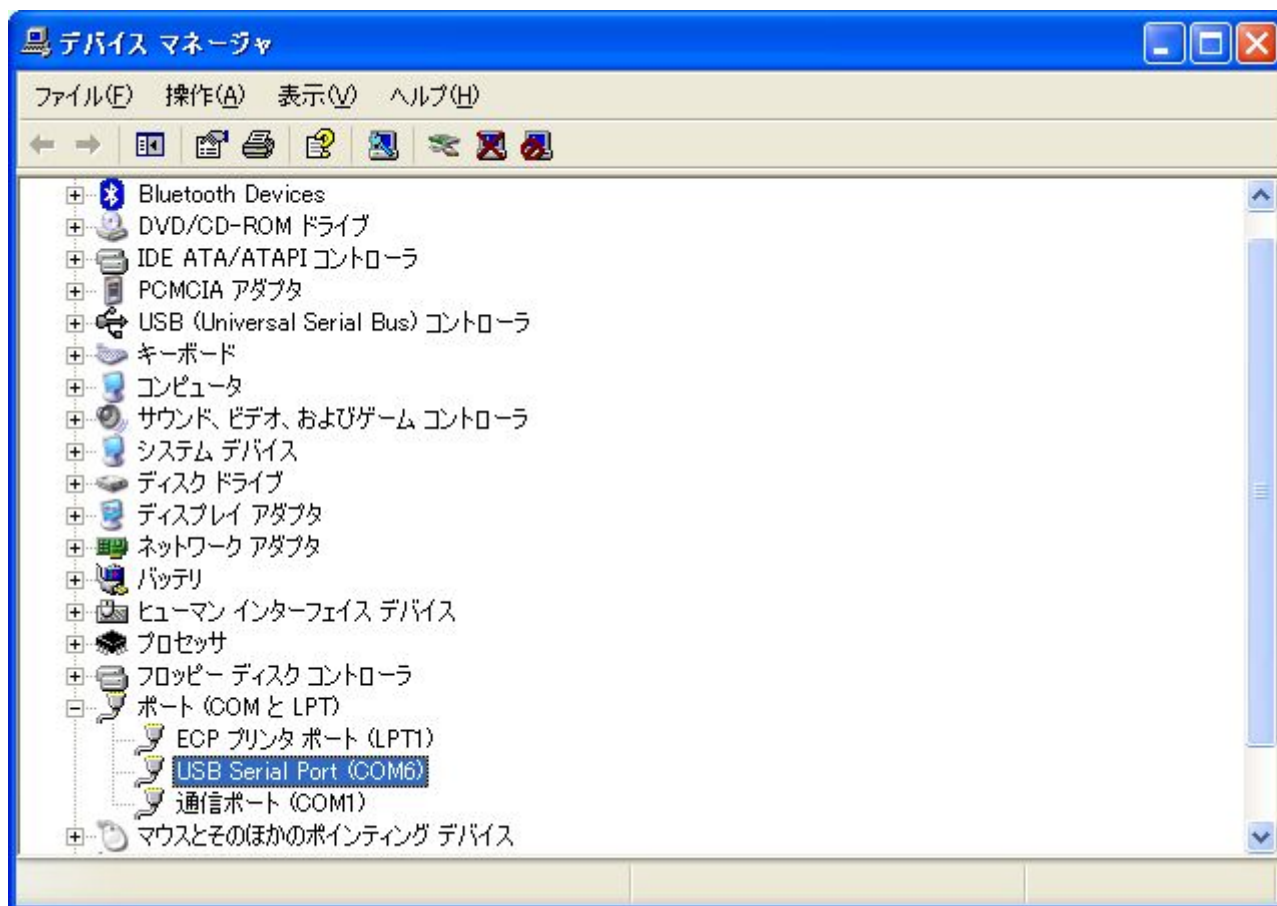 デバイス マネージャ
ファイル(F) 操作(A) 表示(V) ヘルプ(H)
Bluetooth Devices
DVD/CD-ROM ドライブ
IDE ATA/ATAPI コントローラ
PCMCIA アダプタ
USB (Universal Serial Bus) コントローラ
キーボード
コンピュータ
サウンド、ビデオ、およびゲーム コントローラ
システム デバイス
ディスク ドライブ
ディスプレイ アダプタ
ネットワーク アダプタ
バッテリ
ヒューマン インターフェイス デバイス
プロセッサ
フロッピー ディスク コントローラ
ポート (COM と LPT)
ECP プリンタ ポート (LPT1)
USB Serial Port (COM6)
通信ポート (COM1)
マウスとそのほかのポインティング デバイス